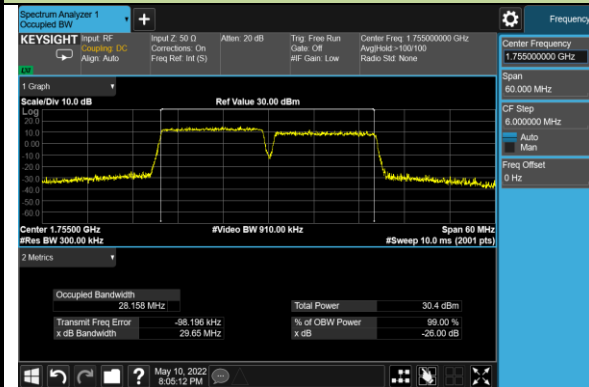 Spectrum Analyzer 1
Occupied BW
Frequency
KEYSIGHT
Input: RF
Coupling: DC
Align: Auto
Input Z: 50 Ω
Corrections: On
Freq Ref: Int (S)
Atten: 20 dB
Trig: Free Run
Gate: Off
#IF Gain: Low
Center Freq: 1.755000000 GHz
Avg|Hold:>100/100
Radio Std: None
Center Frequency
1.755000000 GHz
Span
60.000 MHz
CF Step
6.000000 MHz
Auto
Man
Freq Offset
0 Hz
1 Graph
Scale/Div 10.0 dB
Ref Value 30.00 dBm
Log
20.0
10.0
0.00
-10.0
-20.0
-30.0
-40.0
-50.0
-60.0
Center 1.75500 GHz
#Video BW 910.00 kHz
Span 60 MHz
#Res BW 300.00 kHz
#Sweep 10.0 ms (2001 pts)
2 Metrics
Occupied Bandwidth
28.158 MHz
Total Power
30.4 dBm
Transmit Freq Error
-98.196 kHz
% of OBW Power
99.00 %
x dB Bandwidth
29.65 MHz
x dB
-26.00 dB
?
May 10, 2022
8:05:12 PM